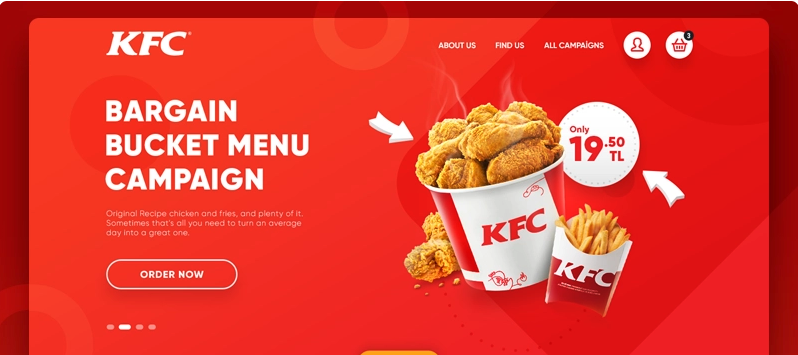 KFC
ABOUT US
FIND US
ALL CAMPAIGNS
3
BARGAIN
BUCKET MENU
CAMPAIGN
Original Recipe chicken and fries, and plenty of it.
Sometimes that's all you need to turn an average
day into a great one.
ORDER NOW
Only
19.50
TL
KFC
KFC